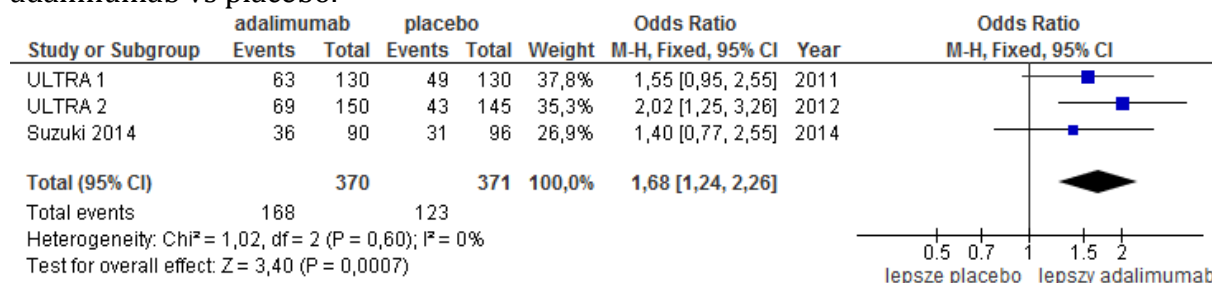 adalimumab vs placebo.
adalimumab placebo Odds Ratio Odds Ratio
Study or Subgroup Events Total Events Total Weight M-H, Fixed, 95% CI Year M-H, Fixed, 95% CI
ULTRA 1 63 130 49 130 37,8% 1,55 [0,95, 2,55] 2011
ULTRA 2 69 150 43 145 35,3% 2,02 [1,25, 3,26] 2012
Suzuki 2014 36 90 31 96 26,9% 1,40 [0,77, 2,55] 2014
Total (95% CI) 370 371 100,0% 1,68 [1,24, 2,26]
Total events 168 123
Heterogeneity: Chi² = 1,02, df = 2 (P = 0,60); I² = 0%
Test for overall effect: Z = 3,40 (P = 0,0007)
0.5 0.7 1 1.5 2
lepsze placebo lepszy adalimumab